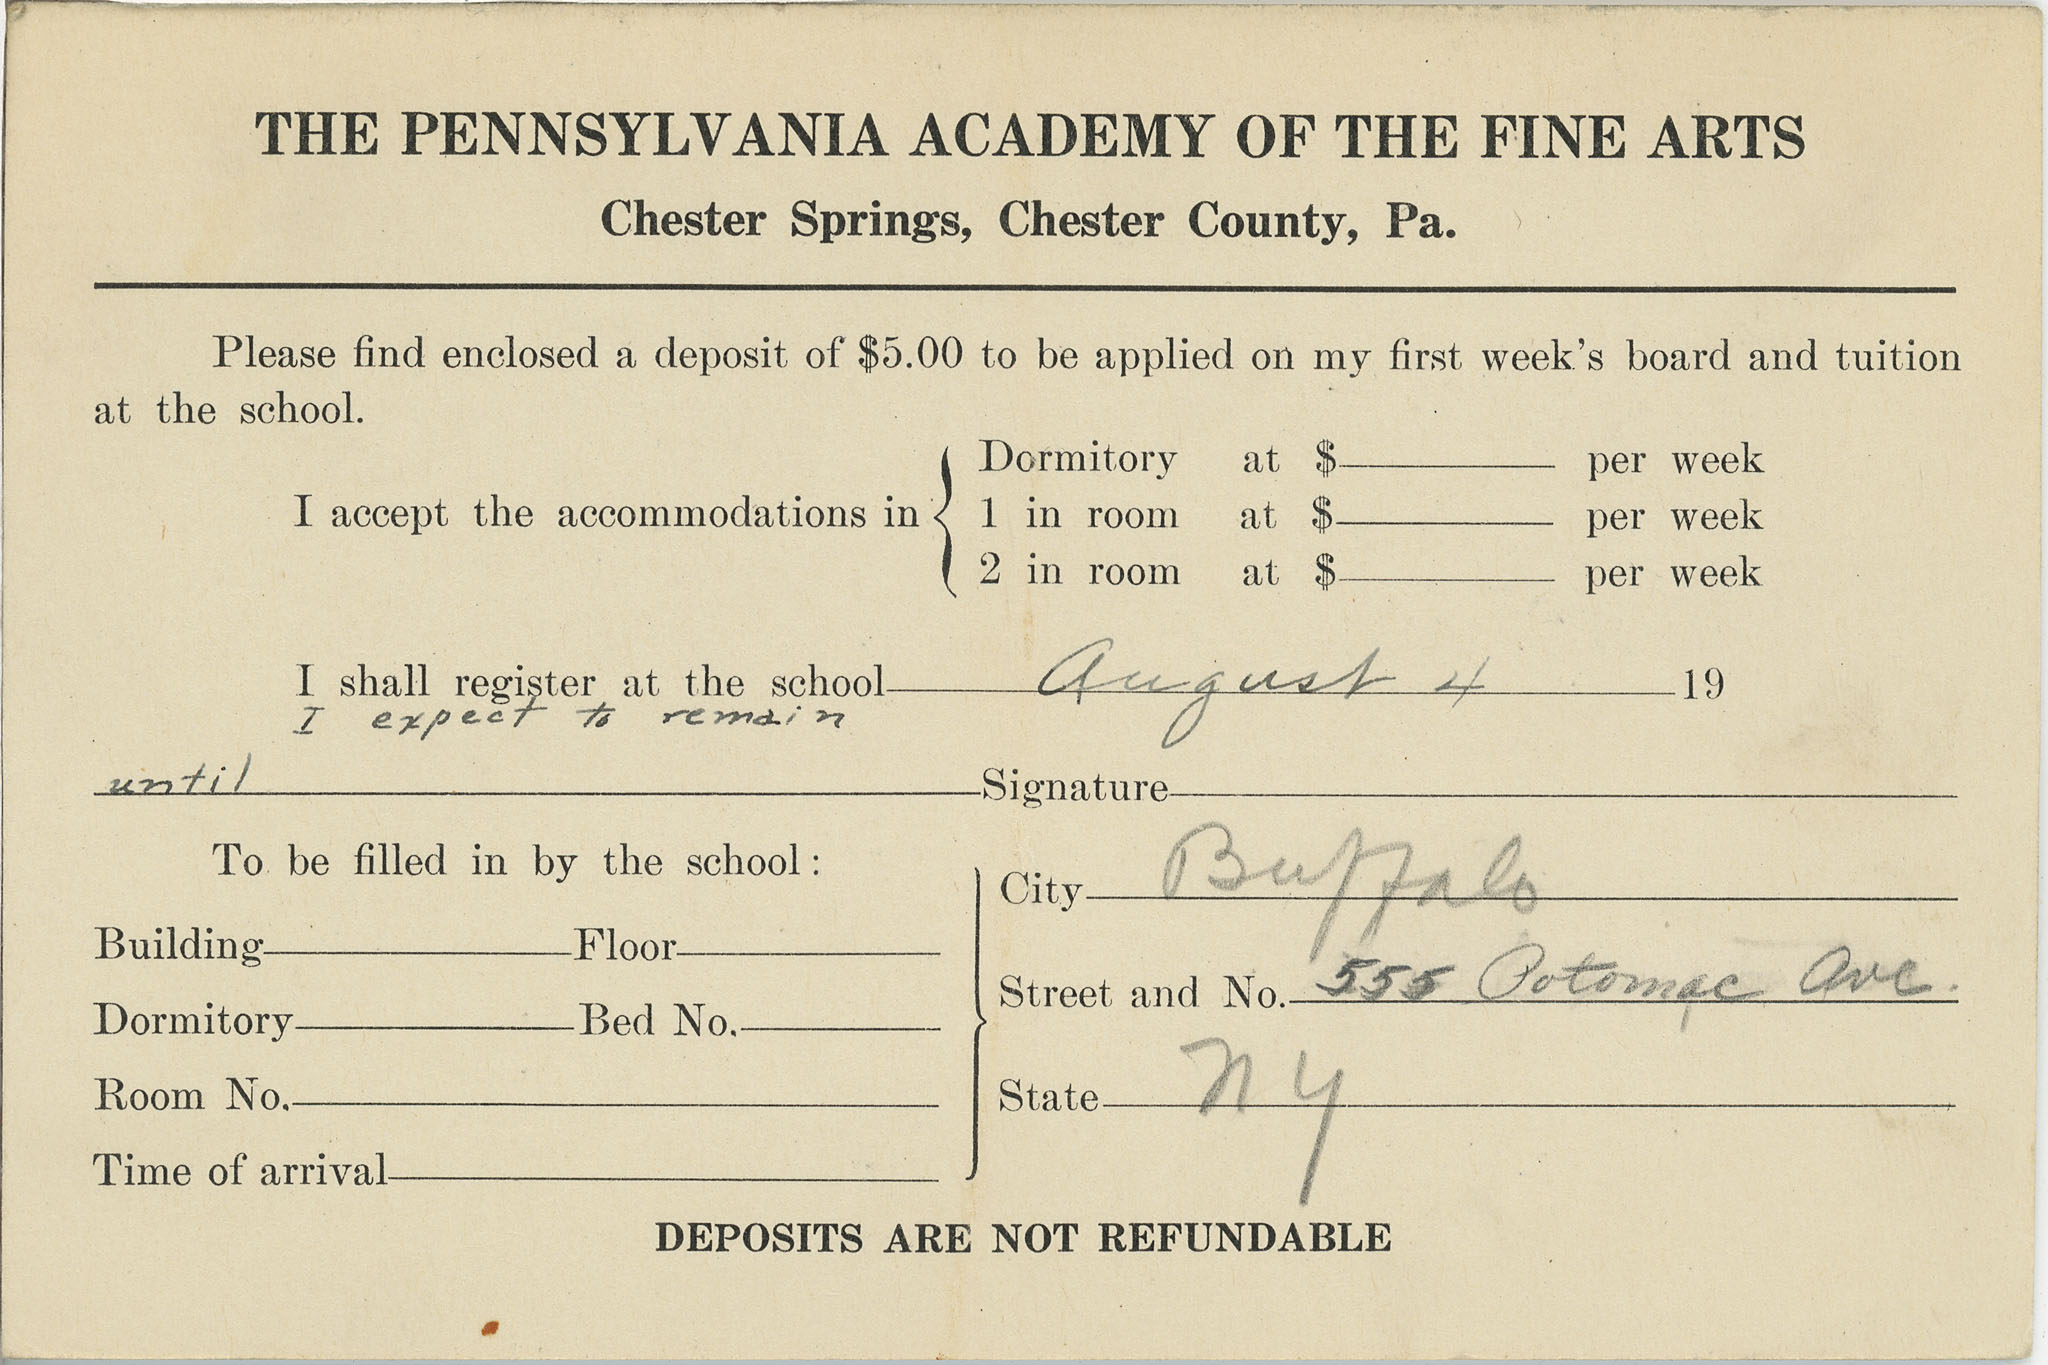 THE PENNSYLVANIA ACADEMY OF THE FINE ARTS
Chester Springs, Chester County, Pa.
Please find enclosed a deposit of $5.00 to be applied on my first week's board and tuition
at the school.
I accept the accommodations in
Dormitory at $ per week
1 in room at $ per week
2 in room at $ per week
I shall register at the school August 4 19
I expect to remain
until Signature
To be filled in by the school:
Building Floor
Dormitory Bed No.
Room No.
Time of arrival
City Buffalo
Street and No. 555 Potomac Ave.
State NY
DEPOSITS ARE NOT REFUNDABLE